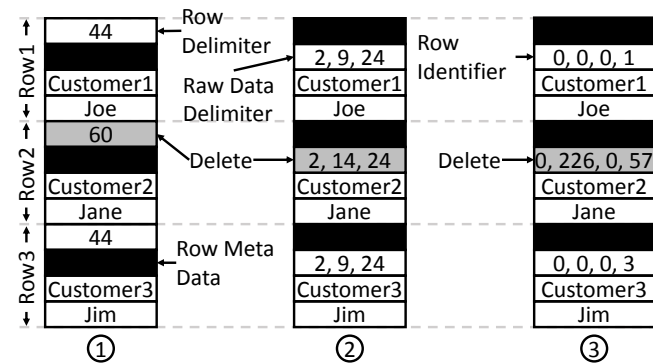 Row1
44
Customer1
Joe
Row2
60
Customer2
Jane
Row3
44
Customer3
Jim
①
Row
Delimiter
Raw Data
Delimiter
Delete
Row Meta
Data
2, 9, 24
Customer1
Joe
2, 14, 24
Customer2
Jane
2, 9, 24
Customer3
Jim
②
Row
Identifier
Delete
0, 0, 0, 1
Customer1
Joe
0, 226, 0, 57
Customer2
Jane
0, 0, 0, 3
Customer3
Jim
③